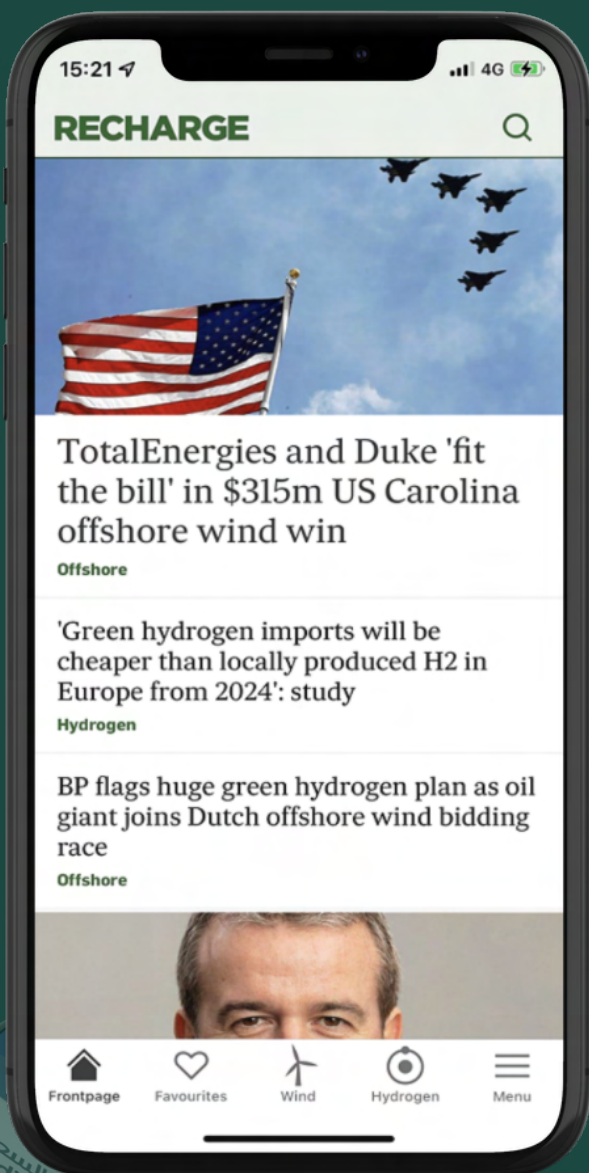 15:21
4G
RECHARGE
TotalEnergies and Duke 'fit
the bill' in $315m US Carolina
offshore wind win
Offshore
'Green hydrogen imports will be
cheaper than locally produced H2 in
Europe from 2024': study
Hydrogen
BP flags huge green hydrogen plan as oil
giant joins Dutch offshore wind bidding
race
Offshore
Frontpage Favourites Wind Hydrogen Menu